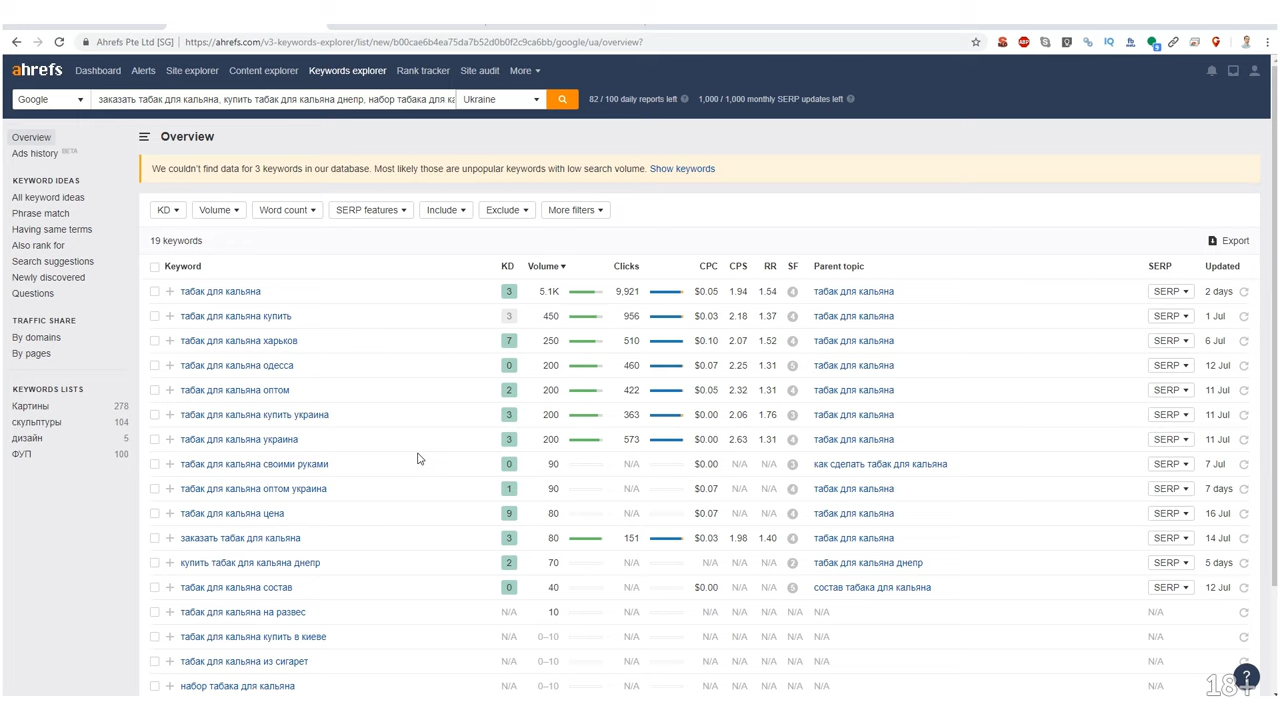 Ahrefs Pte Ltd [SG] | https://ahrefs.com/v3-keywords-explorer/list/new/b00cae6b4ea75da7b52d0b0f2c9ca6bb/google/ua/overview?
ahrefs Dashboard Alerts Site explorer Content explorer Keywords explorer Rank tracker Site audit More
Google заказать табак для кальяна, купить табак для кальяна днепр, набор табака для ка Ukraine 82 / 100 daily reports left 1,000 / 1,000 monthly SERP updates left
Overview
Ads history BETA
KEYWORD IDEAS
All keyword ideas
Phrase match
Having same terms
Also rank for
Search suggestions
Newly discovered
Questions
TRAFFIC SHARE
By domains
By pages
KEYWORDS LISTS
Картины 278
скульптуры 104
дизайн 5
ФУП 100
Overview
We couldn't find data for 3 keywords in our database. Most likely those are unpopular keywords with low search volume. Show keywords
KD Volume Word count SERP features Include Exclude More filters
19 keywords Export
Keyword KD Volume Clicks CPC CPS RR SF Parent topic SERP Updated
табак для кальяна 3 5.1K 9,921 $0.05 1.94 1.54 4 табак для кальяна SERP 2 days
табак для кальяна купить 3 450 956 $0.03 2.18 1.37 4 табак для кальяна SERP 1 Jul
табак для кальяна харьков 7 250 510 $0.10 2.07 1.52 4 табак для кальяна SERP 6 Jul
табак для кальяна одесса 0 200 460 $0.07 2.25 1.31 5 табак для кальяна SERP 12 Jul
табак для кальяна оптом 2 200 422 $0.05 2.32 1.31 4 табак для кальяна SERP 11 Jul
табак для кальяна купить украина 3 200 363 $0.00 2.06 1.76 3 табак для кальяна SERP 11 Jul
табак для кальяна украина 3 200 573 $0.00 2.63 1.31 4 табак для кальяна SERP 11 Jul
табак для кальяна своими руками 0 90 N/A $0.00 N/A N/A 3 как сделать табак для кальяна SERP 7 Jul
табак для кальяна оптом украина 1 90 N/A $0.07 N/A N/A 4 табак для кальяна SERP 7 days
табак для кальяна цена 9 80 N/A $0.07 N/A N/A 4 табак для кальяна SERP 16 Jul
заказать табак для кальяна 3 80 151 $0.03 1.98 1.40 4 табак для кальяна SERP 14 Jul
купить табак для кальяна днепр 2 70 N/A N/A N/A N/A 2 табак для кальяна днепр SERP 5 days
табак для кальяна состав 0 40 N/A $0.00 N/A N/A 5 состав табака для кальяна SERP 12 Jul
табак для кальяна на развес N/A 10 N/A N/A N/A N/A N/A N/A N/A
табак для кальяна купить в киеве N/A 0–10 N/A N/A N/A N/A N/A N/A N/A
табак для кальяна из сигарет N/A 0–10 N/A N/A N/A N/A N/A N/A N/A
набор табака для кальяна N/A 0–10 N/A N/A N/A N/A N/A N/A N/A
?
18+